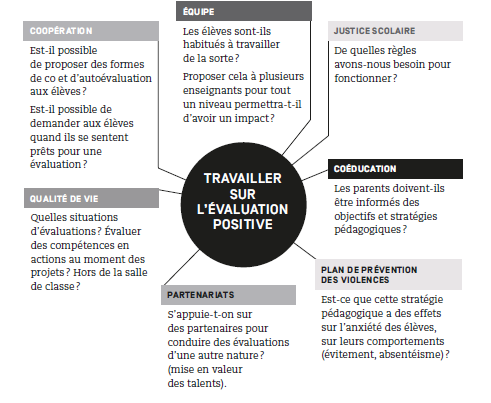 COOPÉRATION
Est-il possible
de proposer des formes
de co et d'autoévaluation
aux élèves ?
Est-il possible de
demander aux élèves
quand ils se sentent
prêts pour une
évaluation ?
ÉQUIPE
Les élèves sont-ils
habitués à travailler
de la sorte ?
Proposer cela à plusieurs
enseignants pour tout
un niveau permettra-t-il
d'avoir un impact ?
JUSTICE SCOLAIRE
De quelles règles
avons-nous besoin pour
fonctionner ?
TRAVAILLER
SUR
L'ÉVALUATION
POSITIVE
COÉDUCATION
Les parents doivent-ils
être informés des
objectifs et stratégies
pédagogiques ?
QUALITÉ DE VIE
Quelles situations
d'évaluations ? Évaluer
des compétences en
actions au moment des
projets ? Hors de la salle
de classe ?
PARTENARIATS
S'appuie-t-on sur
des partenaires pour
conduire des évaluations
d'une autre nature ?
(mise en valeur
des talents).
PLAN DE PRÉVENTION
DES VIOLENCES
Est-ce que cette stratégie
pédagogique a des effets
sur l'anxiété des élèves,
sur leurs comportements
(évitement, absentéisme) ?